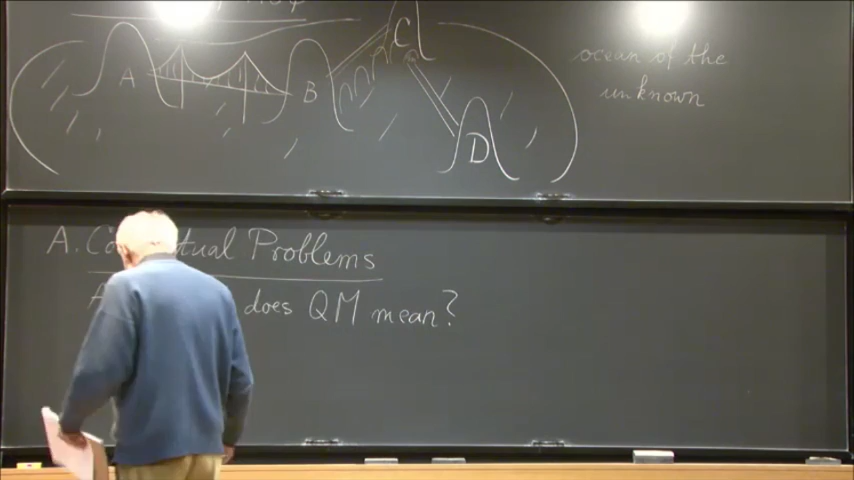 A
B
C
D
ocean of the
unknown
A. Conceptual Problems
does QM mean?